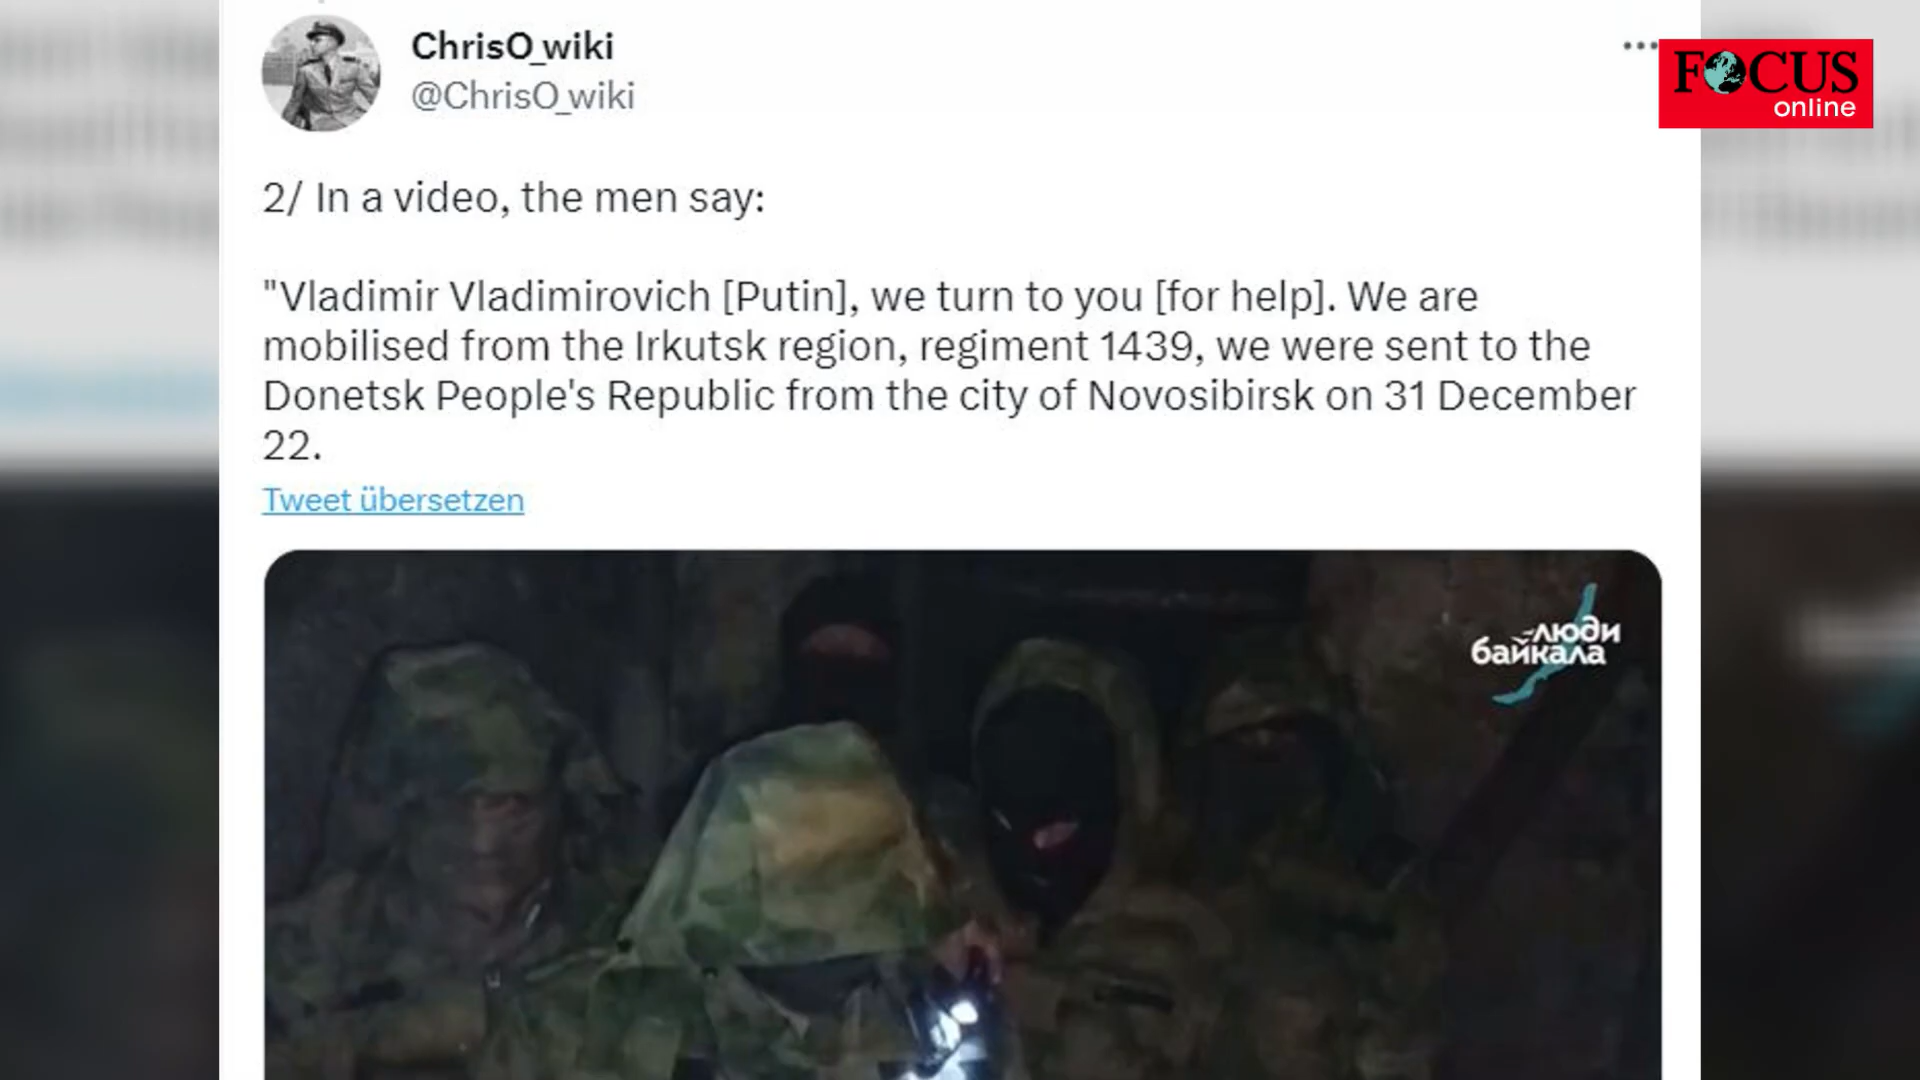 ChrisO_wiki
@ChrisO_wiki
FOCUS
online
2/ In a video, the men say:
"Vladimir Vladimirovich [Putin], we turn to you [for help]. We are
mobilised from the Irkutsk region, regiment 1439, we were sent to the
Donetsk People's Republic from the city of Novosibirsk on 31 December
22.
Tweet übersetzen
люди
байкала